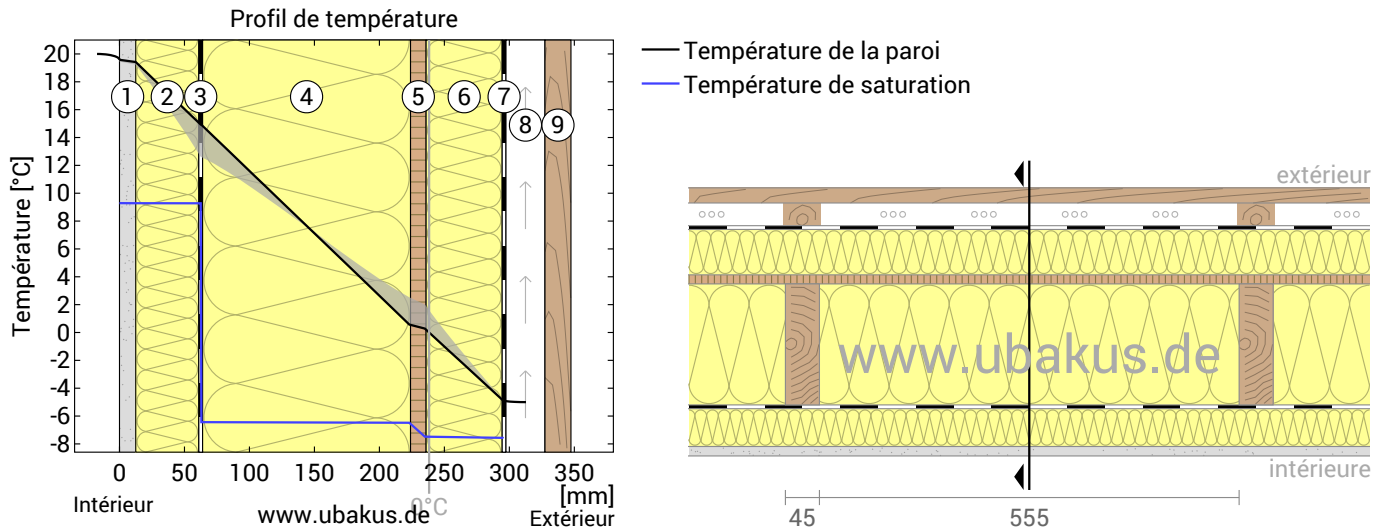 Profil de température
Température de la paroi
Température de saturation
Température [°C]
20
18
16
14
12
10
8
6
4
2
0
-2
-4
-6
-8
1
2
3
4
5
6
7
8
9
0
50
100
150
200
250
300
350
[mm]
0°C
Intérieur
www.ubakus.de
Extérieur
extérieur
www.ubakus.de
intérieure
45
555